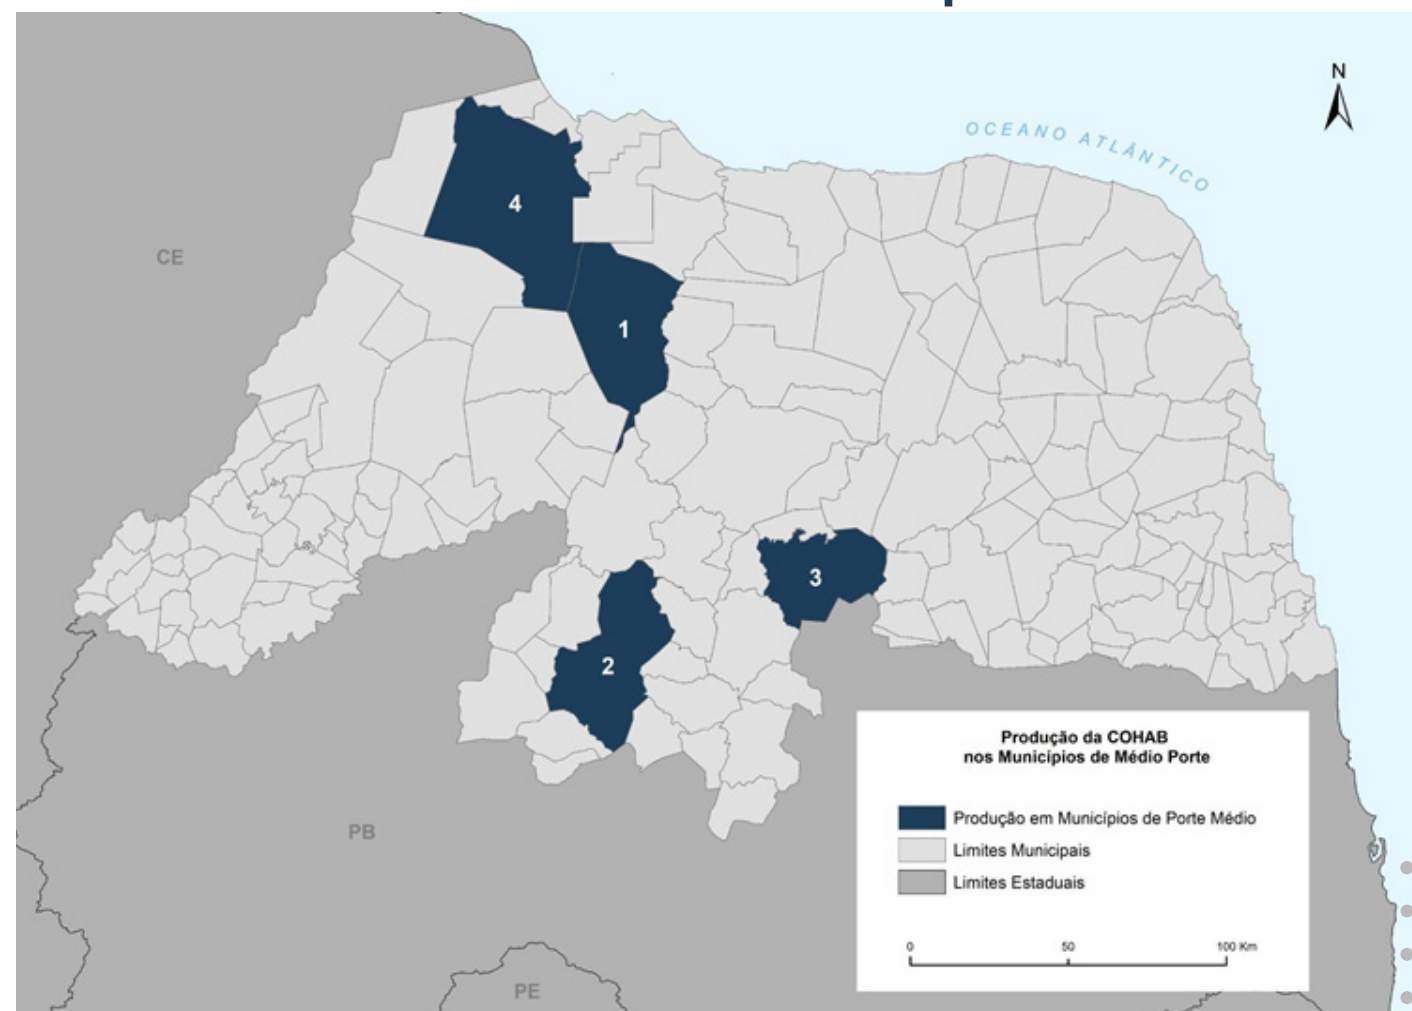 N
OCEANO ATLÂNTICO
4
CE
1
3
2
Produção da COHAB
nos Municípios de Médio Porte
Produção em Municípios de Porte Médio
PB
Limites Municipais
Limites Estaduais
0 50 100 Km
PE